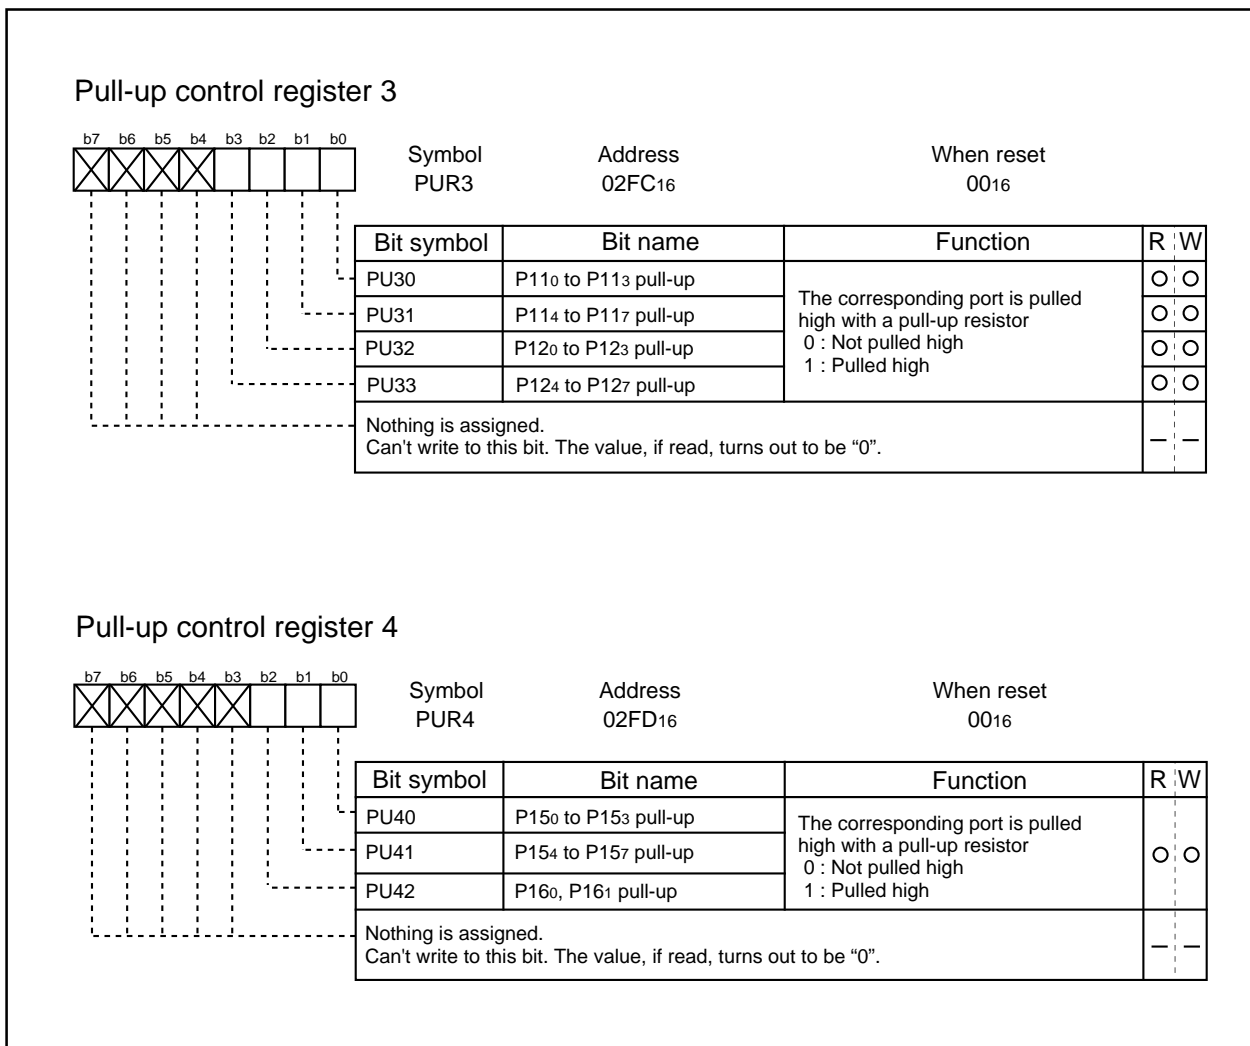 Pull-up control register 3
b7 b6 b5 b4 b3 b2 b1 b0
Symbol Address When reset
PUR3 02FC16 0016
Bit symbol Bit name Function R W
PU30 P110 to P113 pull-up
PU31 P114 to P117 pull-up
PU32 P120 to P123 pull-up
PU33 P124 to P127 pull-up
The corresponding port is pulled
high with a pull-up resistor
0 : Not pulled high
1 : Pulled high
Nothing is assigned.
Can't write to this bit. The value, if read, turns out to be “0”.
Pull-up control register 4
b7 b6 b5 b4 b3 b2 b1 b0
Symbol Address When reset
PUR4 02FD16 0016
Bit symbol Bit name Function R W
PU40 P150 to P153 pull-up
PU41 P154 to P157 pull-up
PU42 P160, P161 pull-up
The corresponding port is pulled
high with a pull-up resistor
0 : Not pulled high
1 : Pulled high
Nothing is assigned.
Can't write to this bit. The value, if read, turns out to be “0”.